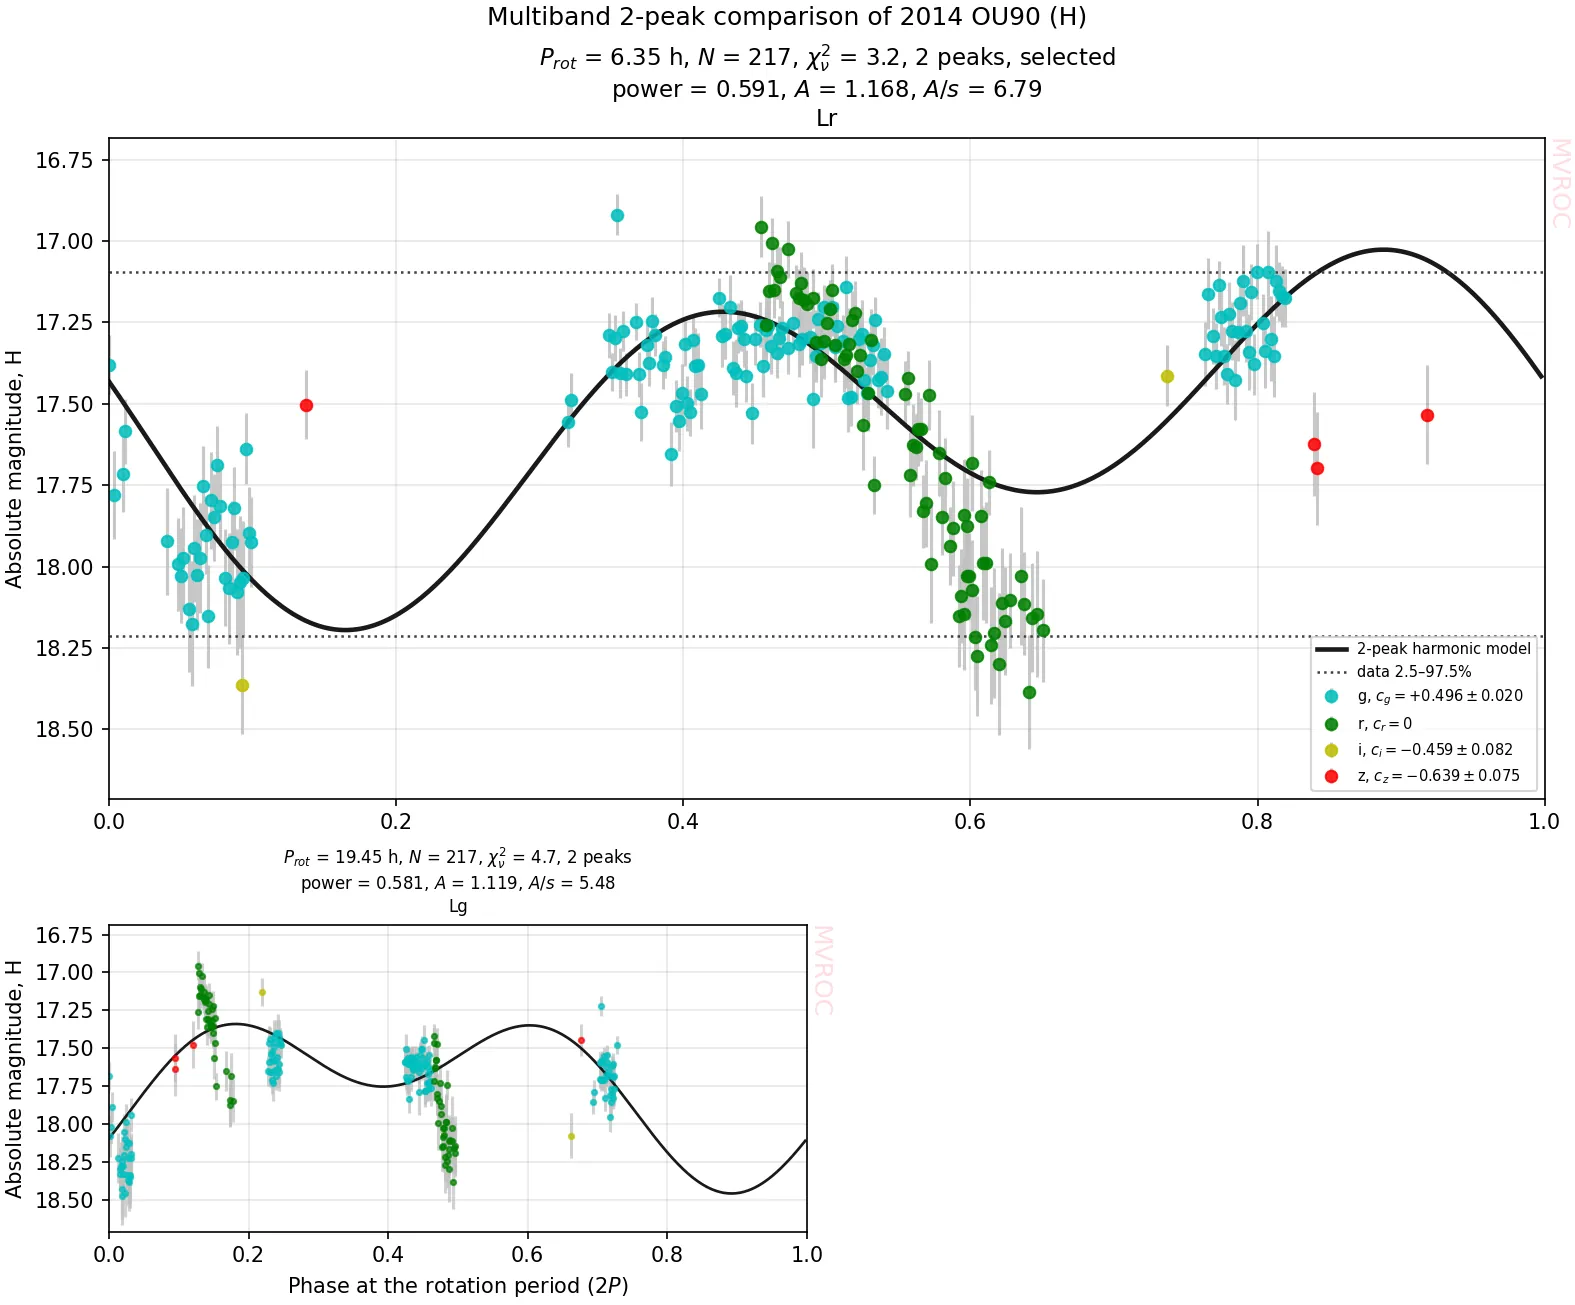 Multiband 2-peak comparison of 2014 OU90 (H)
P_rot = 6.35 h, N = 217, χ²_ν = 3.2, 2 peaks, selected
power = 0.591, A = 1.168, A/s = 6.79
Lr
MVROC
Absolute magnitude, H
16.75
17.00
17.25
17.50
17.75
18.00
18.25
18.50
2-peak harmonic model
data 2.5–97.5%
g, c_g = +0.496 ± 0.020
r, c_r = 0
i, c_i = −0.459 ± 0.082
z, c_z = −0.639 ± 0.075
0.0 0.2 0.4 0.6 0.8 1.0
P_rot = 19.45 h, N = 217, χ²_ν = 4.7, 2 peaks
power = 0.581, A = 1.119, A/s = 5.48
Lg
MVROC
Absolute magnitude, H
16.75
17.00
17.25
17.50
17.75
18.00
18.25
18.50
0.0 0.2 0.4 0.6 0.8 1.0
Phase at the rotation period (2P)